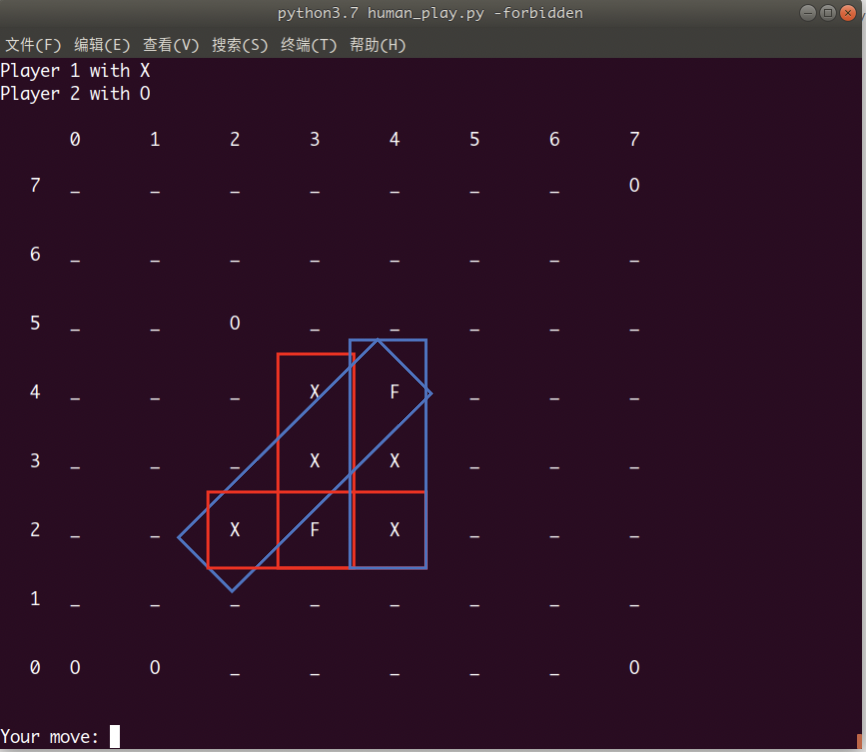 python3.7 human_play.py -forbidden
文件(F) 编辑(E) 查看(V) 搜索(S) 终端(T) 帮助(H)
Player 1 with X
Player 2 with O
0 1 2 3 4 5 6 7
7 _ _ _ _ _ _ _ O
6 _ _ _ _ _ _ _ _
5 _ _ O _ _ _ _ _
4 _ _ _ X F _ _ _
3 _ _ _ X X _ _ _
2 _ _ X F X _ _ _
1 _ _ _ _ _ _ _ _
0 O O _ _ _ _ _ O
Your move: